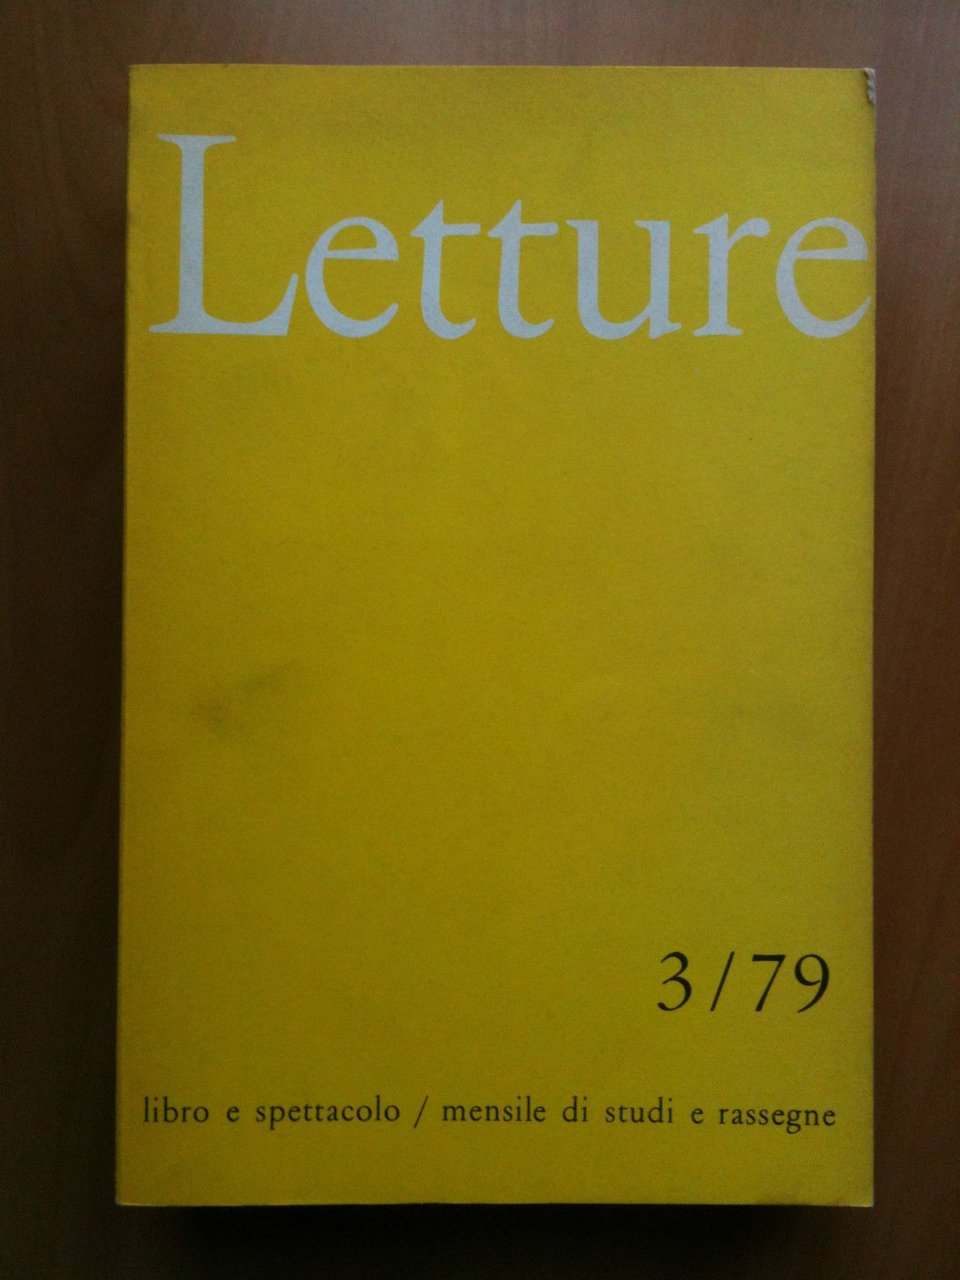 Letture
3/79
libro e spettacolo / mensile di studi e rassegne